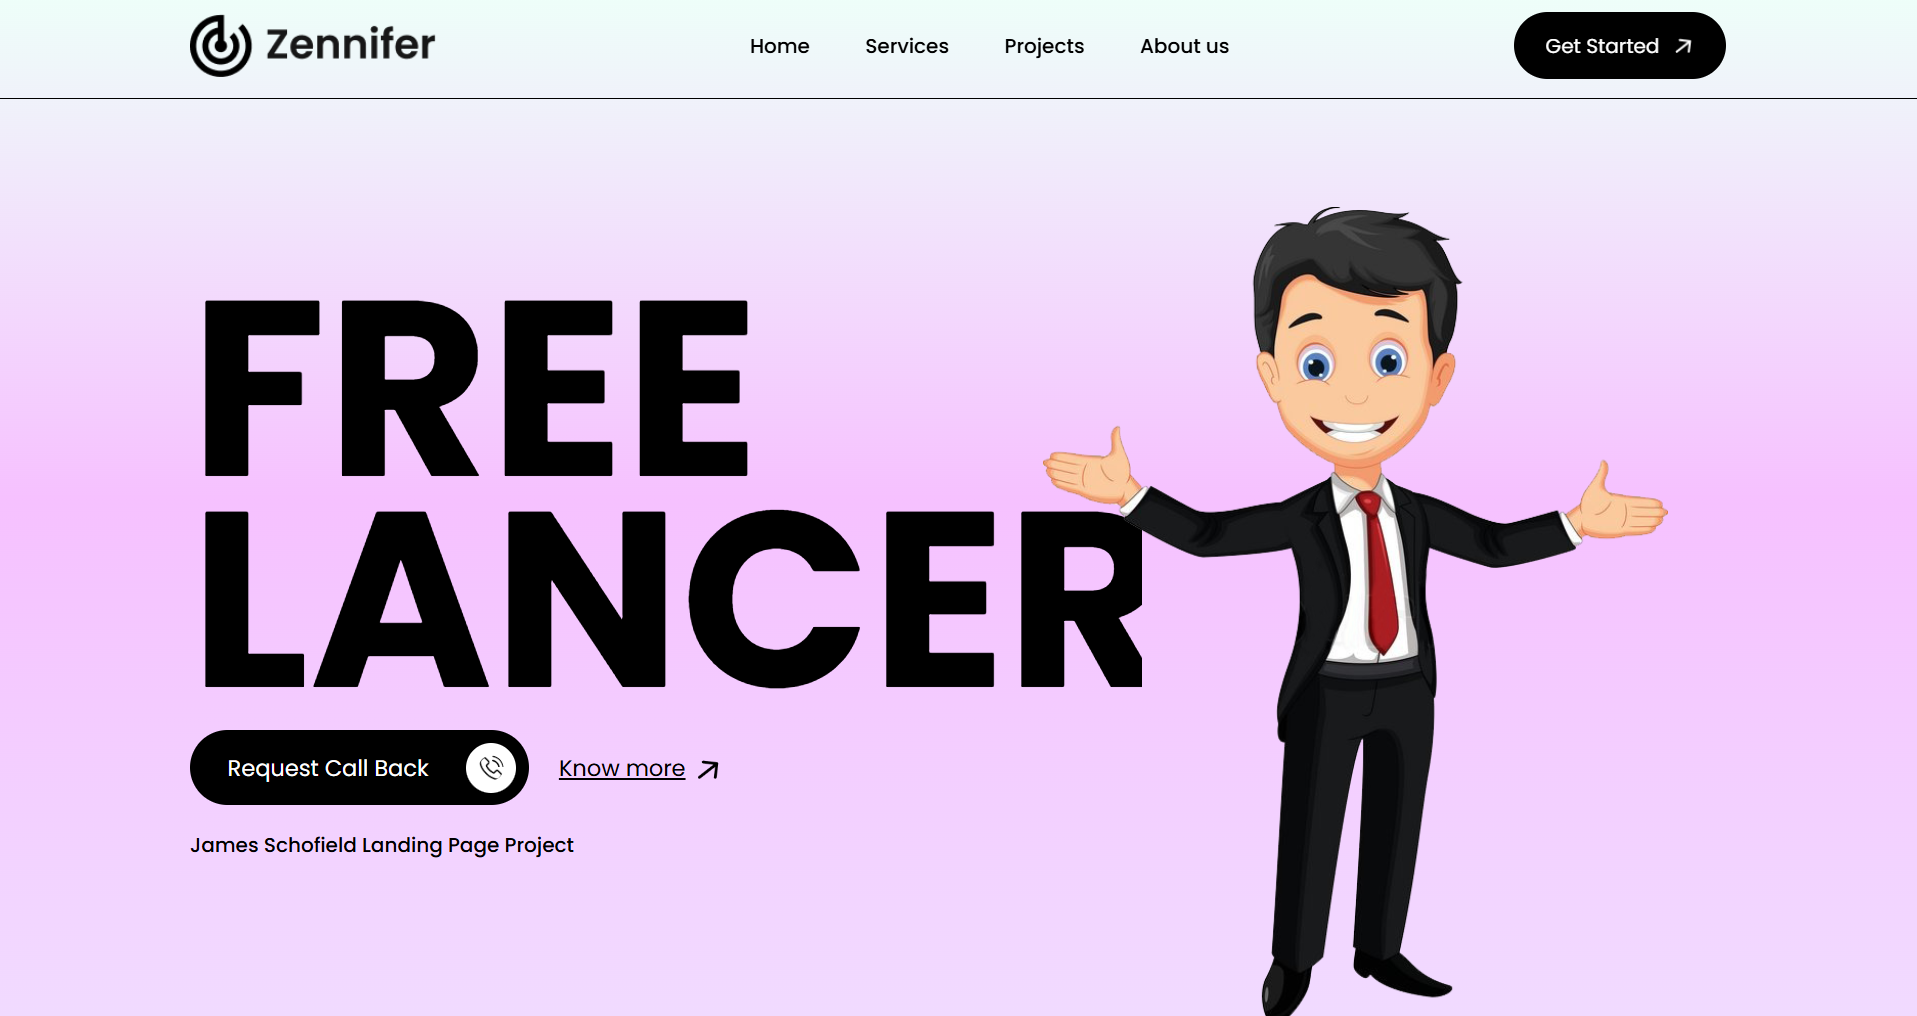 Zennifer
Home Services Projects About us
Get Started
FREE
LANCER
Request Call Back
Know more
James Schofield Landing Page Project